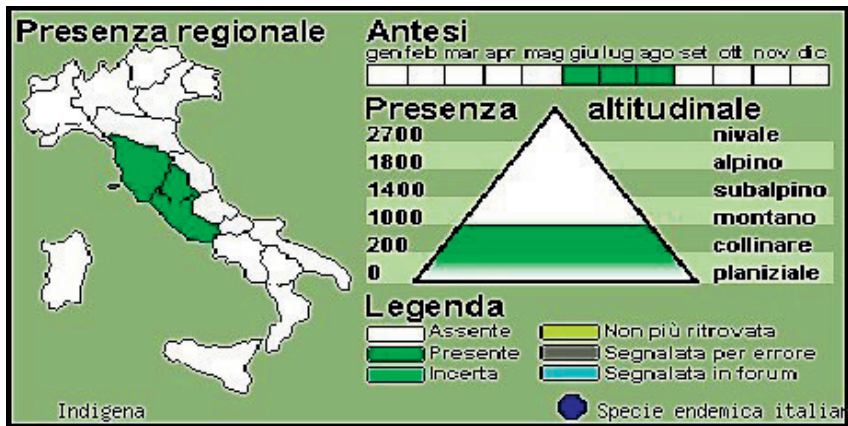 Presenza regionale
Antesi
gen feb mar apr mag giu lug ago set ott nov dic
Presenza altitudinale
2700 nivale
1800 alpino
1400 subalpino
1000 montano
200 collinare
0 planiziale
Legenda
Assente Non più ritrovata
Presente Segnalata per errore
Incerta Segnalata in forum
Indigena
Specie endemica italian